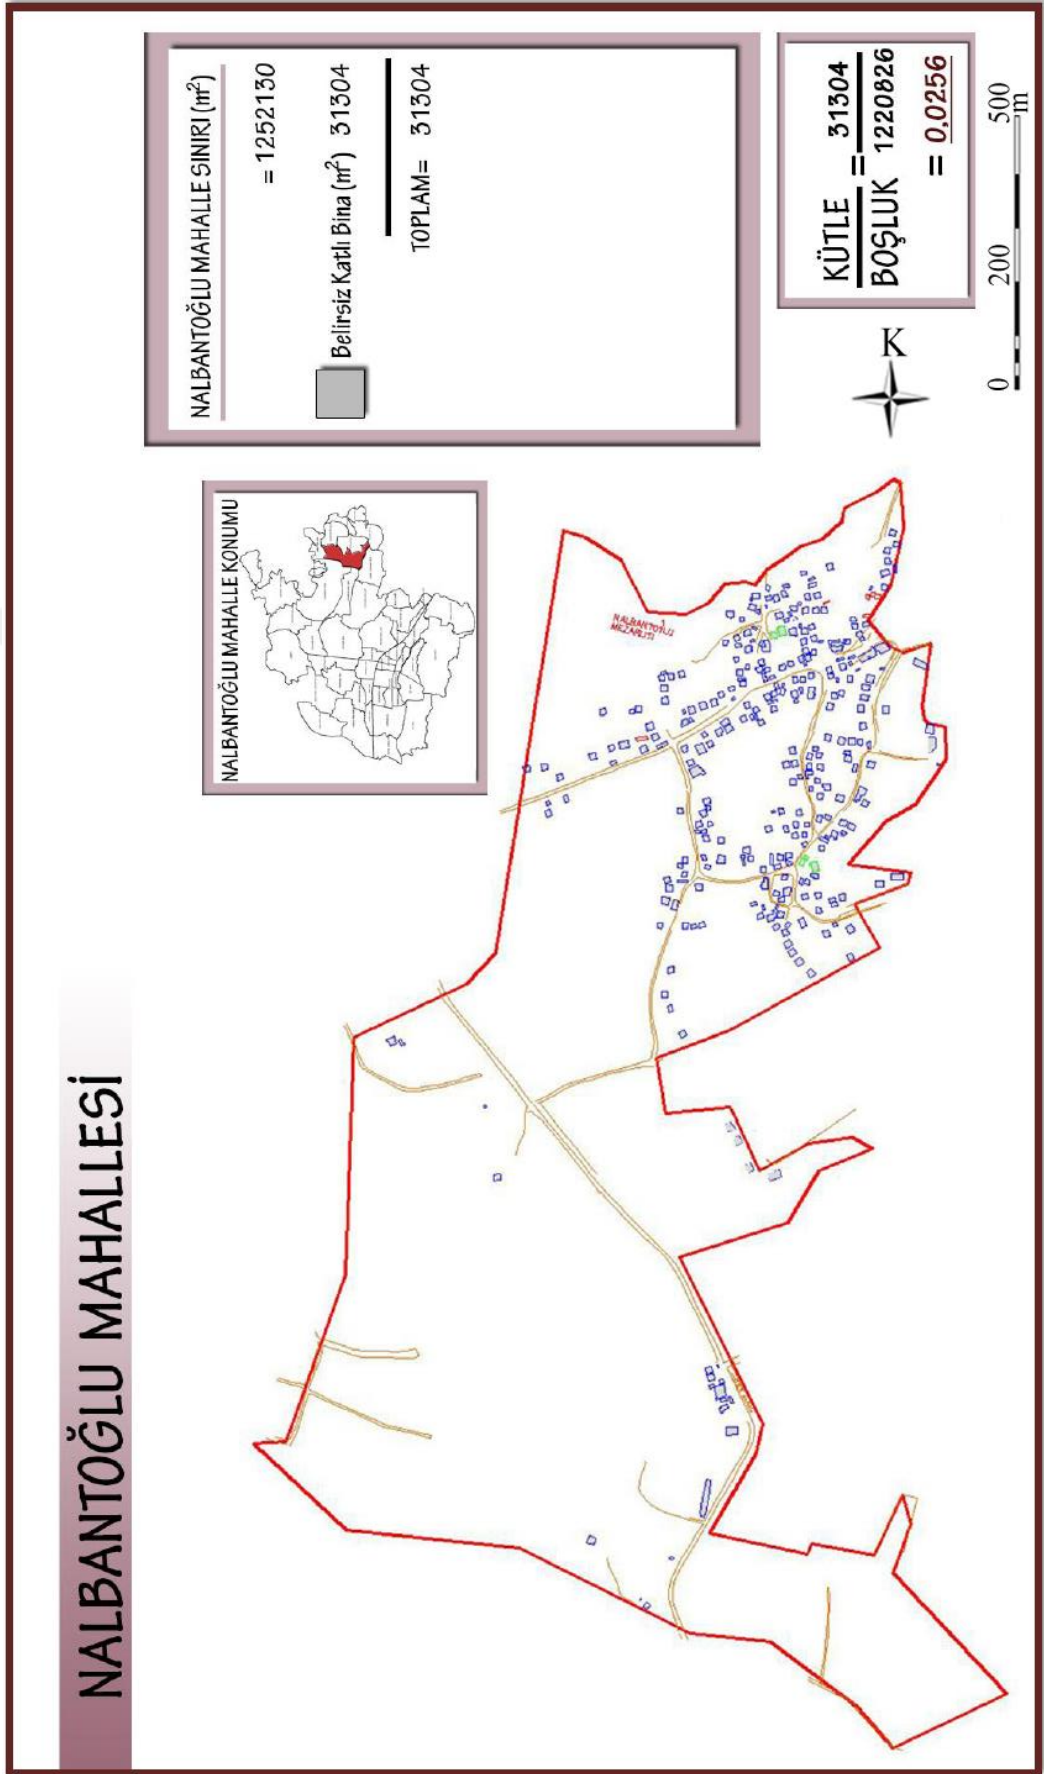 NALBANTOĞLU MAHALLESİ
NALBANTOĞLU MAHALLE KONUMU
NALBANTOĞLU MAHALLE SINIRI (m²)
= 1252130
Belirsiz Katlı Bina (m²) 31304
TOPLAM= 31304
KÜTLE = 31304
BOŞLUK 1220826
= 0,0256
K
0 200 500
m
NALBANTOĞLU